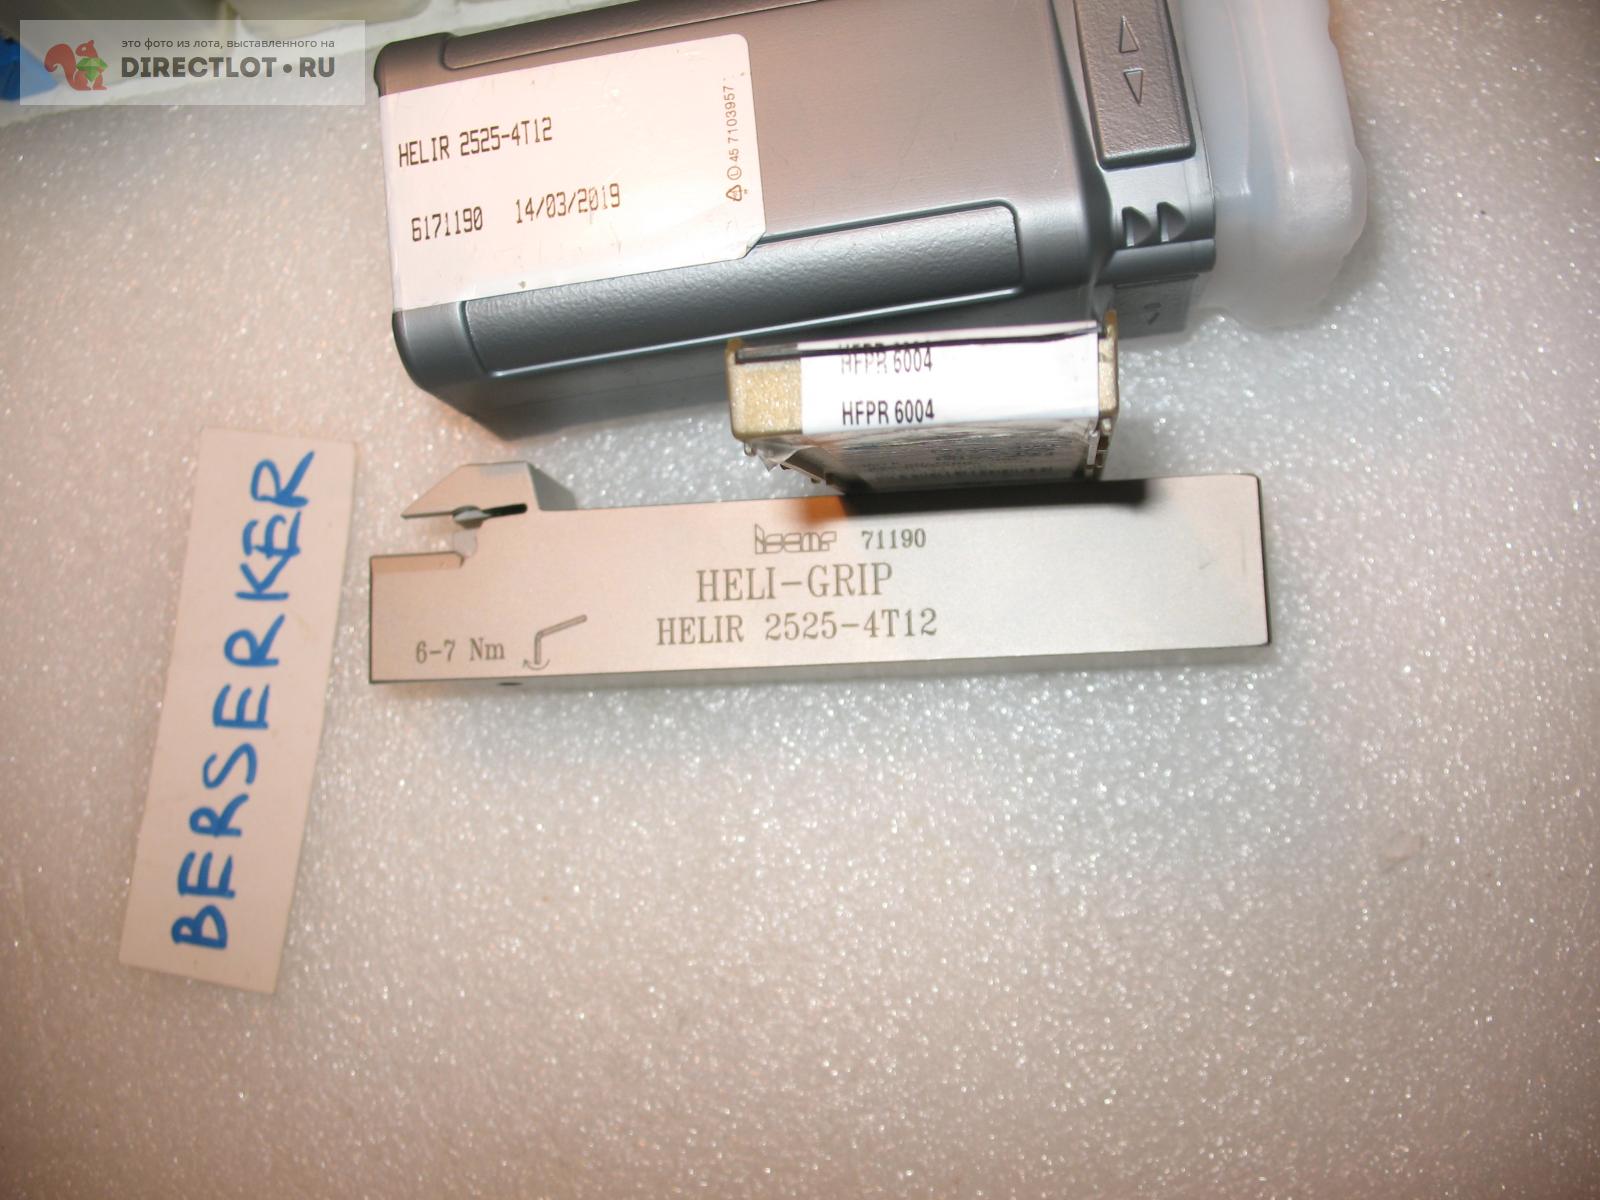 это фото из лота, выставленного на
DIRECTLOT•RU
HELIR 2525-4T12
6171190 14/03/2019
45 7103957
HFPR 6004
HFPR 6004
iscar 71190
HELI-GRIP
HELIR 2525-4T12
6-7 Nm
BERSERKER